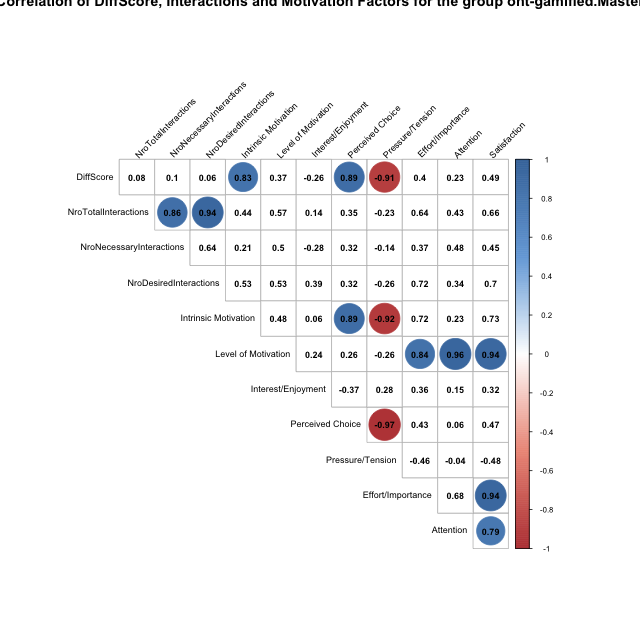 Correlation of DiffScore, Interactions and Motivation Factors for the group ont-gamified.Master
NroTotalInteractions
NroNecessaryInteractions
NroDesiredInteractions
Intrinsic Motivation
Level of Motivation
Interest/Enjoyment
Perceived Choice
Pressure/Tension
Effort/Importance
Attention
Satisfaction
DiffScore 0.08 0.1 0.06 0.83 0.37 -0.26 0.89 -0.91 0.4 0.23 0.49
NroTotalInteractions 0.86 0.94 0.44 0.57 0.14 0.35 -0.23 0.64 0.43 0.66
NroNecessaryInteractions 0.64 0.21 0.5 -0.28 0.32 -0.14 0.37 0.48 0.45
NroDesiredInteractions 0.53 0.53 0.39 0.32 -0.26 0.72 0.34 0.7
Intrinsic Motivation 0.48 0.06 0.89 -0.92 0.72 0.23 0.73
Level of Motivation 0.24 0.26 -0.26 0.84 0.96 0.94
Interest/Enjoyment -0.37 0.28 0.36 0.15 0.32
Perceived Choice -0.97 0.43 0.06 0.47
Pressure/Tension -0.46 -0.04 -0.48
Effort/Importance 0.68 0.94
Attention 0.79
1
0.8
0.6
0.4
0.2
0
-0.2
-0.4
-0.6
-0.8
-1